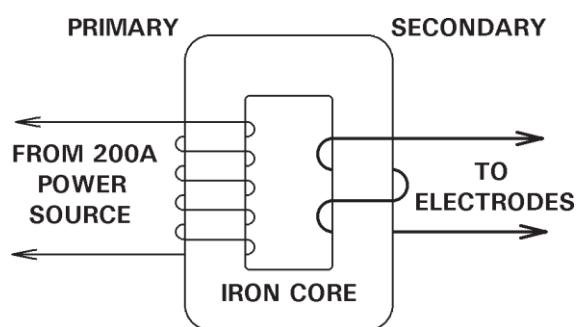 PRIMARY
SECONDARY
FROM 200A
POWER
SOURCE
TO
ELECTRODES
IRON CORE